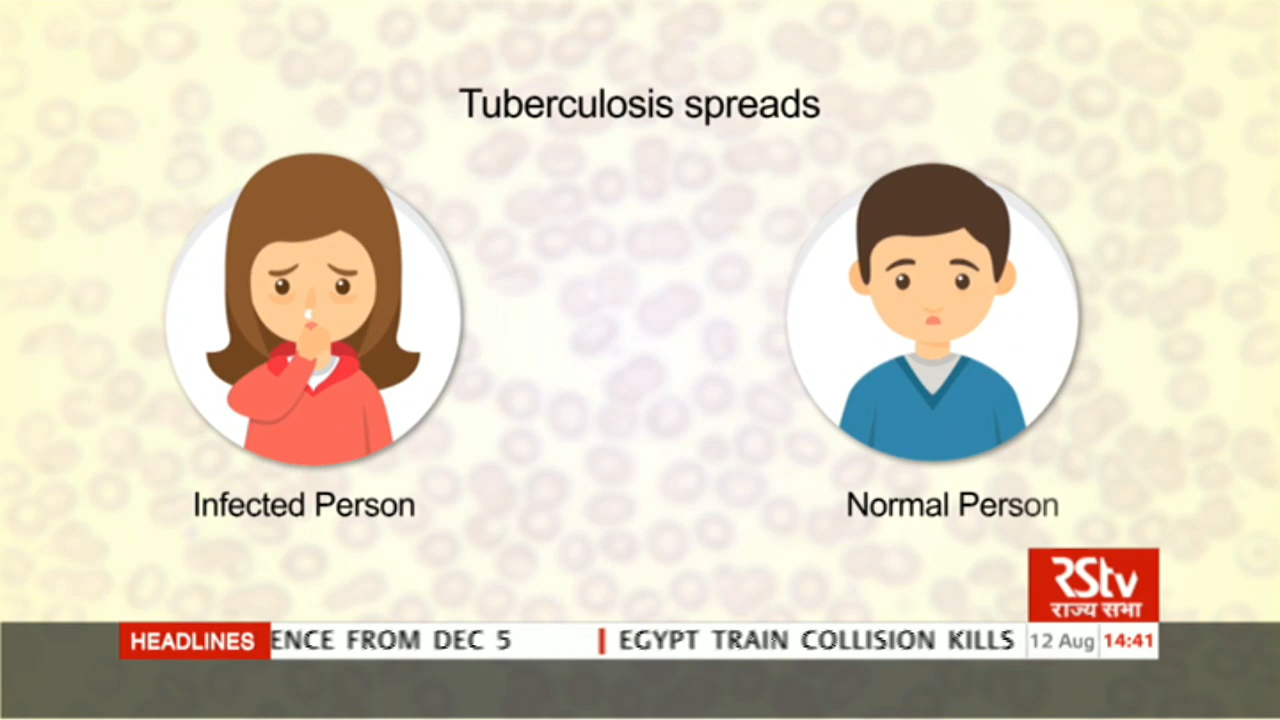 Tuberculosis spreads
Infected Person
Normal Person
RStv
राज्य सभा
HEADLINES
ENCE FROM DEC 5
EGYPT TRAIN COLLISION KILLS
12 Aug
14:41